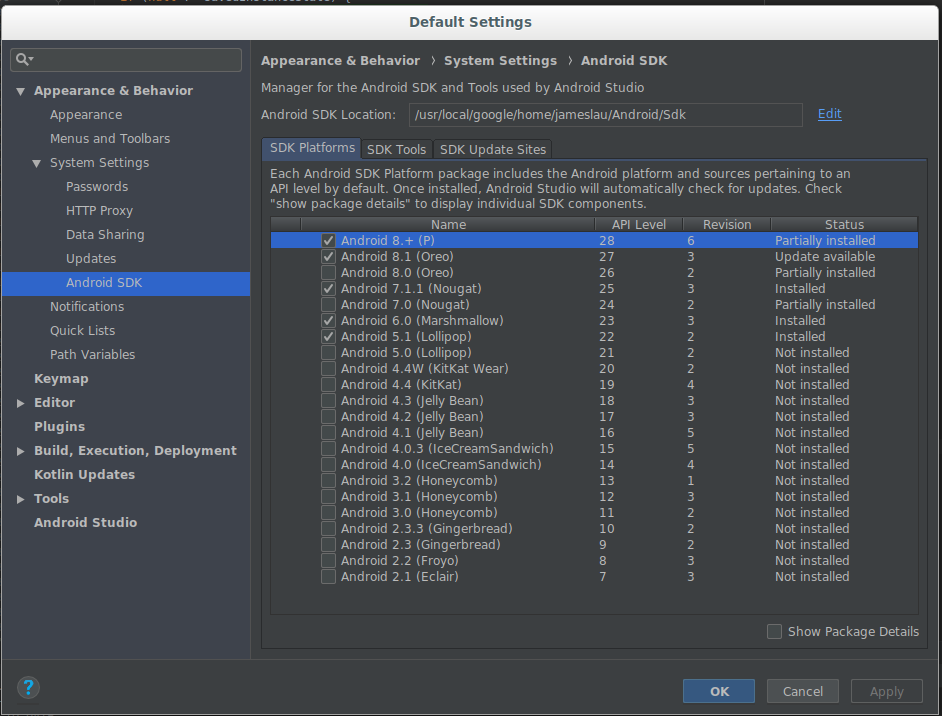 Default Settings
Appearance & Behavior
Appearance
Menus and Toolbars
System Settings
Passwords
HTTP Proxy
Data Sharing
Updates
Android SDK
Notifications
Quick Lists
Path Variables
Keymap
Editor
Plugins
Build, Execution, Deployment
Kotlin Updates
Tools
Android Studio
Appearance & Behavior › System Settings › Android SDK
Manager for the Android SDK and Tools used by Android Studio
Android SDK Location: /usr/local/google/home/jameslau/Android/Sdk Edit
SDK Platforms SDK Tools SDK Update Sites
Each Android SDK Platform package includes the Android platform and sources pertaining to an
API level by default. Once installed, Android Studio will automatically check for updates. Check
"show package details" to display individual SDK components.
Name API Level Revision Status
Android 8.+ (P) 28 6 Partially installed
Android 8.1 (Oreo) 27 3 Update available
Android 8.0 (Oreo) 26 2 Partially installed
Android 7.1.1 (Nougat) 25 3 Installed
Android 7.0 (Nougat) 24 2 Partially installed
Android 6.0 (Marshmallow) 23 3 Installed
Android 5.1 (Lollipop) 22 2 Installed
Android 5.0 (Lollipop) 21 2 Not installed
Android 4.4W (KitKat Wear) 20 2 Not installed
Android 4.4 (KitKat) 19 4 Not installed
Android 4.3 (Jelly Bean) 18 3 Not installed
Android 4.2 (Jelly Bean) 17 3 Not installed
Android 4.1 (Jelly Bean) 16 5 Not installed
Android 4.0.3 (IceCreamSandwich) 15 5 Not installed
Android 4.0 (IceCreamSandwich) 14 4 Not installed
Android 3.2 (Honeycomb) 13 1 Not installed
Android 3.1 (Honeycomb) 12 3 Not installed
Android 3.0 (Honeycomb) 11 2 Not installed
Android 2.3.3 (Gingerbread) 10 2 Not installed
Android 2.3 (Gingerbread) 9 2 Not installed
Android 2.2 (Froyo) 8 3 Not installed
Android 2.1 (Eclair) 7 3 Not installed
Show Package Details
? OK Cancel Apply